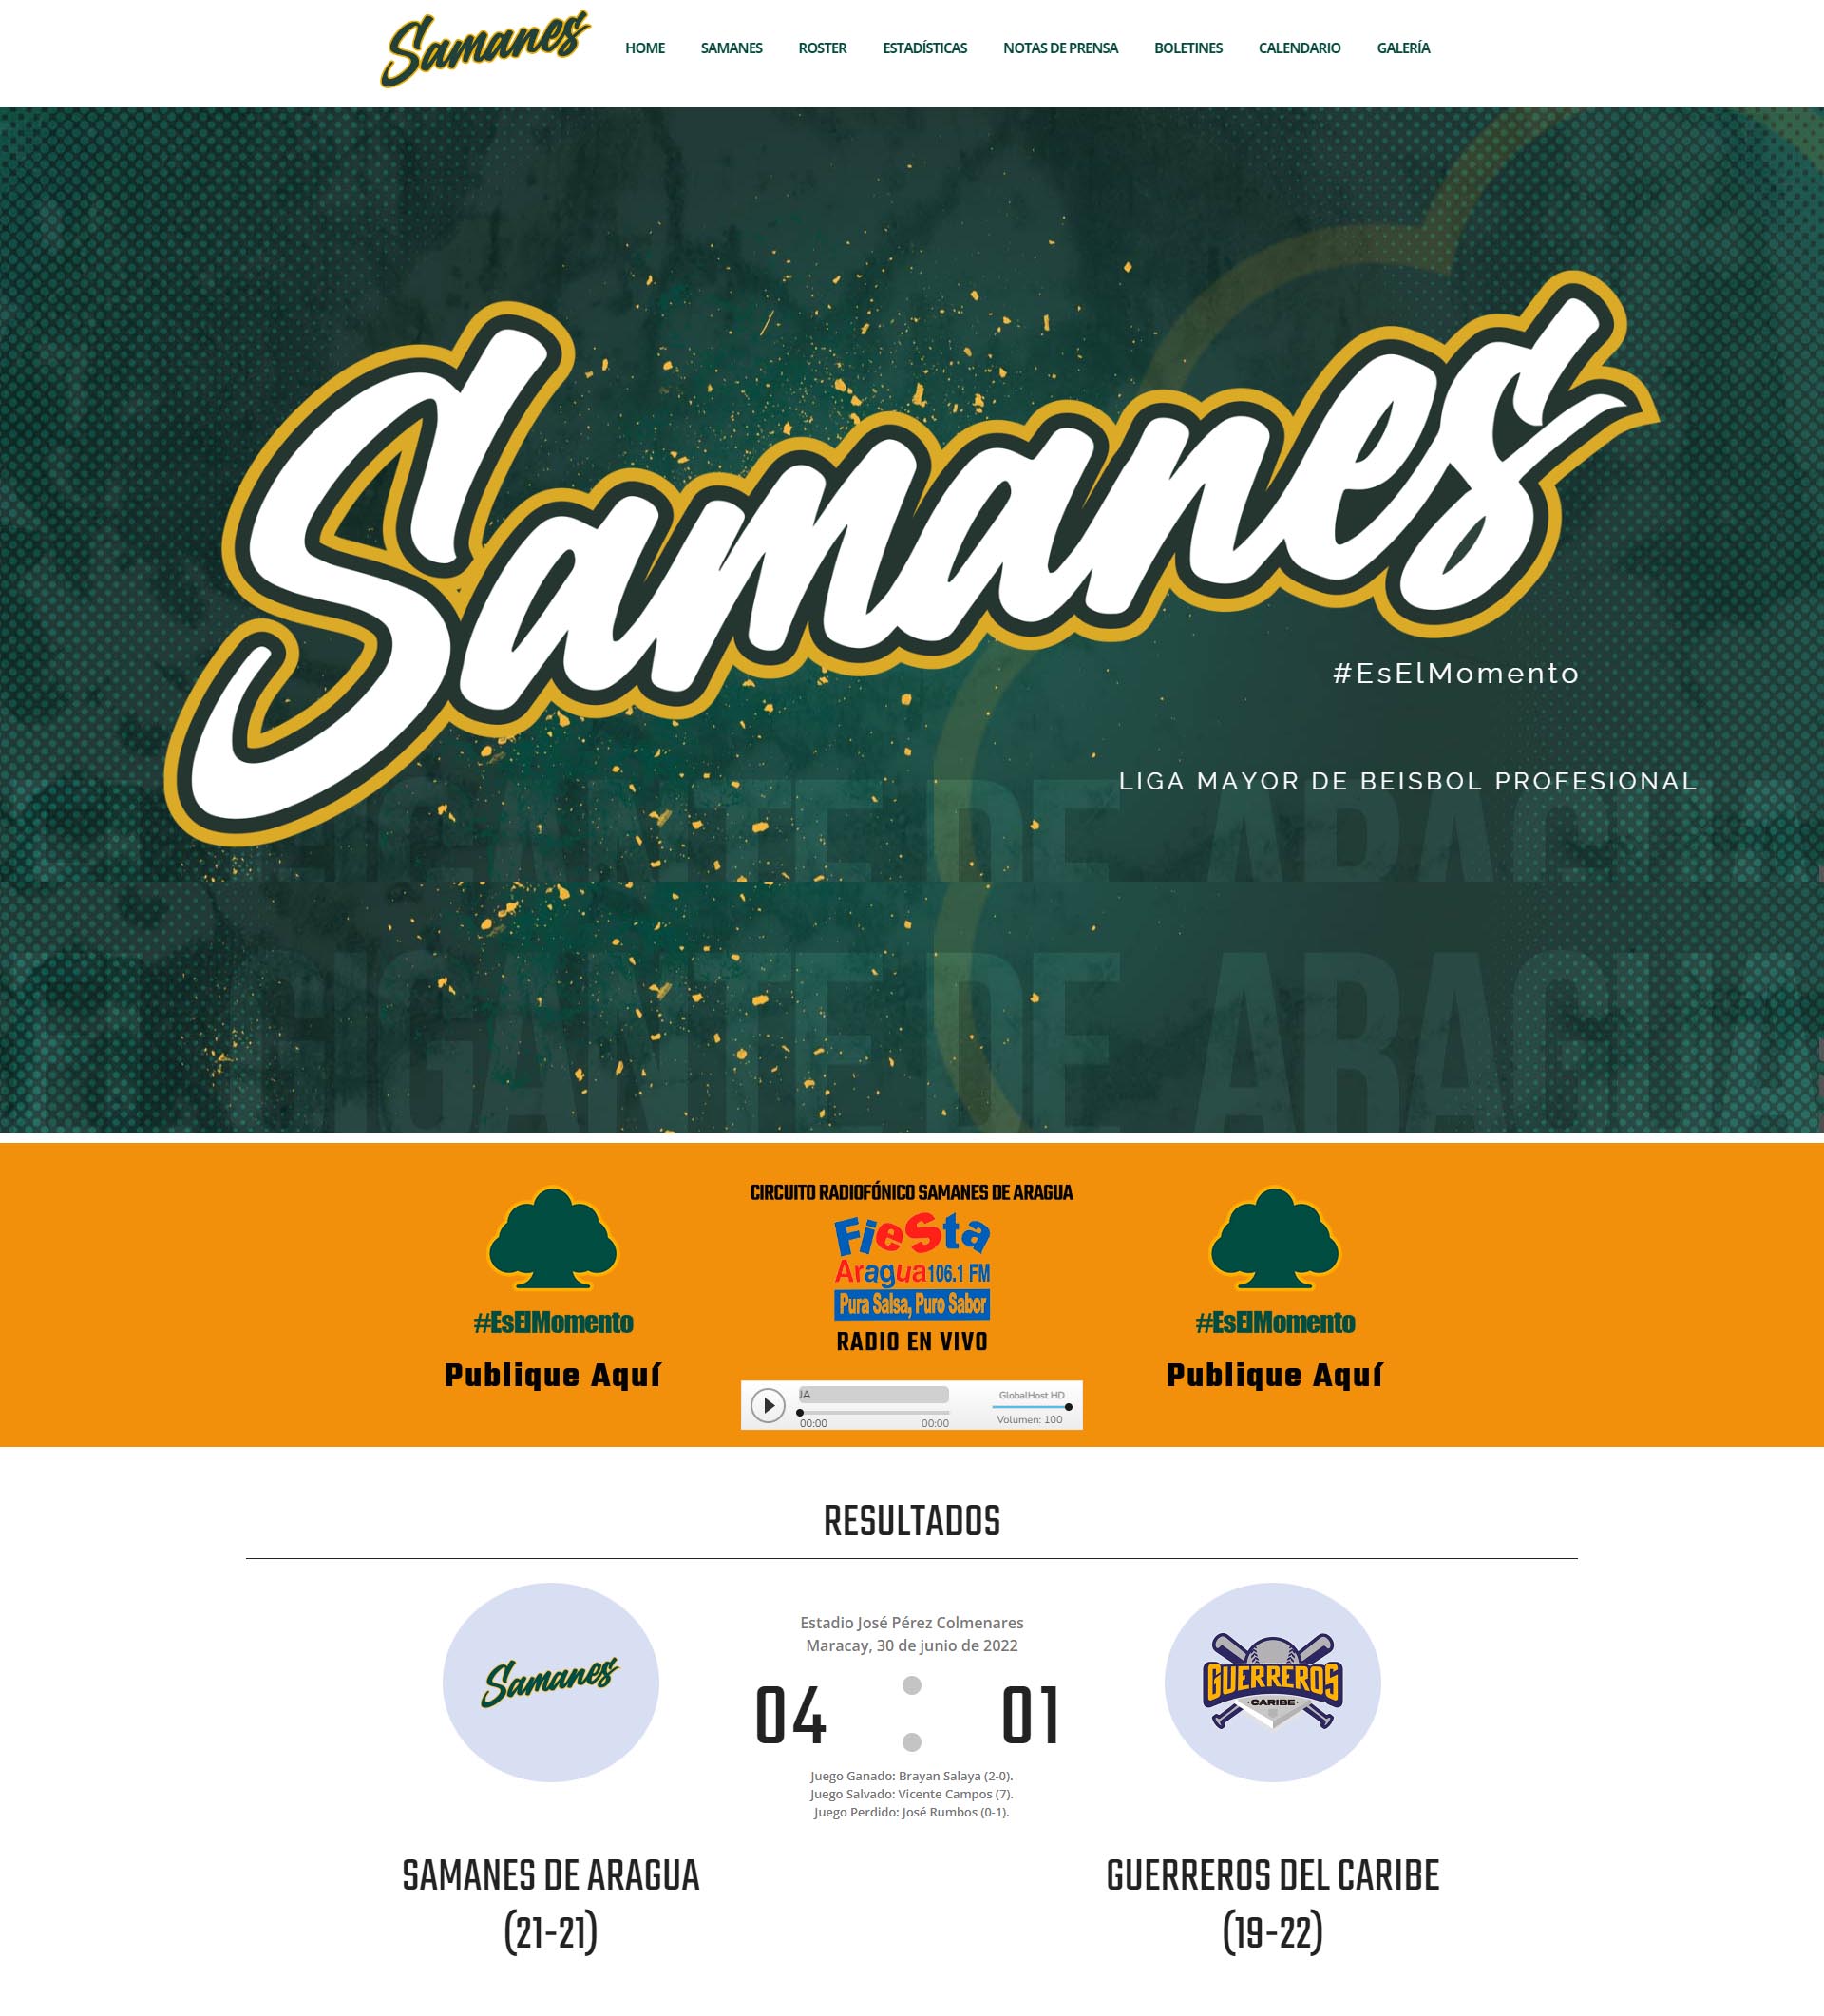 Samanes
HOME
SAMANES
ROSTER
ESTADÍSTICAS
NOTAS DE PRENSA
BOLETINES
CALENDARIO
GALERÍA
Samanes
#EsElMomento
LIGA MAYOR DE BEISBOL PROFESIONAL
GIGANTE DE ARAGU
GIGANTE DE ARAGU
#EsElMomento
Publique Aquí
CIRCUITO RADIOFÓNICO SAMANES DE ARAGUA
Fiesta
Aragua 106.1 FM
Pura Salsa, Puro Sabor
RADIO EN VIVO
UA
GlobalHost HD
00:00
00:00
Volumen: 100
#EsElMomento
Publique Aquí
RESULTADOS
Samanes
Estadio José Pérez Colmenares
Maracay, 30 de junio de 2022
04 : 01
Juego Ganado: Brayan Salaya (2-0).
Juego Salvado: Vicente Campos (7).
Juego Perdido: José Rumbos (0-1).
GUERREROS
·CARIBE·
SAMANES DE ARAGUA
(21-21)
GUERREROS DEL CARIBE
(19-22)